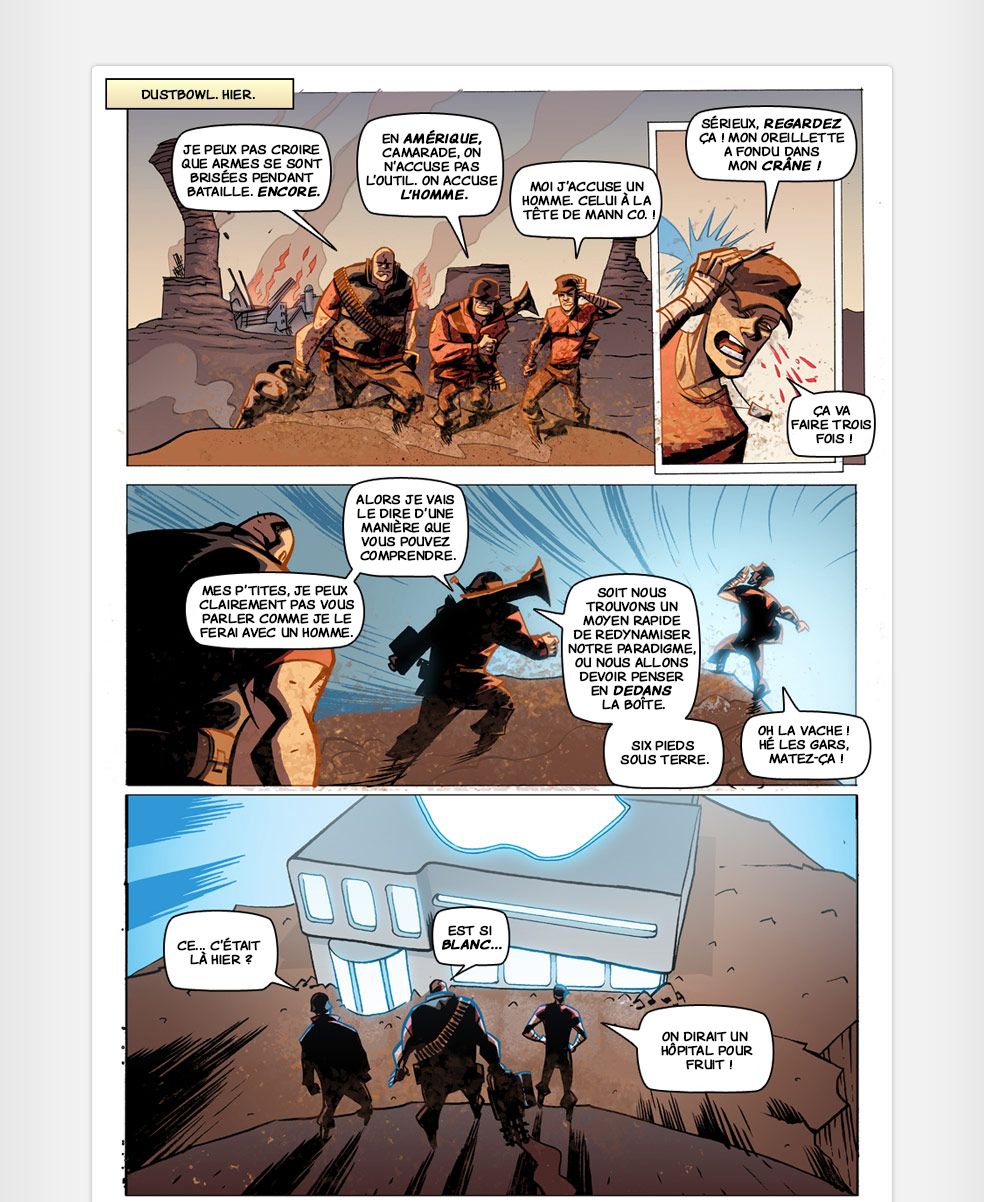 DUSTBOWL. HIER.
JE PEUX PAS CROIRE
QUE ARMES SE SONT
BRISÉES PENDANT
BATAILLE. ENCORE.
EN AMÉRIQUE,
CAMARADE, ON
N'ACCUSE PAS
L'OUTIL. ON ACCUSE
L'HOMME.
MOI J'ACCUSE UN
HOMME. CELUI À LA
TÊTE DE MANN CO. !
SÉRIEUX, REGARDEZ
ÇA ! MON OREILLETTE
A FONDU DANS
MON CRÂNE !
ÇA VA
FAIRE TROIS
FOIS !
ALORS JE VAIS
LE DIRE D'UNE
MANIÈRE QUE
VOUS POUVEZ
COMPRENDRE.
MES P'TITES, JE PEUX
CLAIREMENT PAS VOUS
PARLER COMME JE LE
FERAI AVEC UN HOMME.
SOIT NOUS
TROUVONS UN
MOYEN RAPIDE
DE REDYNAMISER
NOTRE PARADIGME,
OU NOUS ALLONS
DEVOIR PENSER
EN DEDANS
LA BOÎTE.
SIX PIEDS
SOUS TERRE.
OH LA VACHE !
HÉ LES GARS,
MATEZ-ÇA !
CE... C'ÉTAIT
LÀ HIER ?
EST SI
BLANC...
ON DIRAIT UN
HÔPITAL POUR
FRUIT !